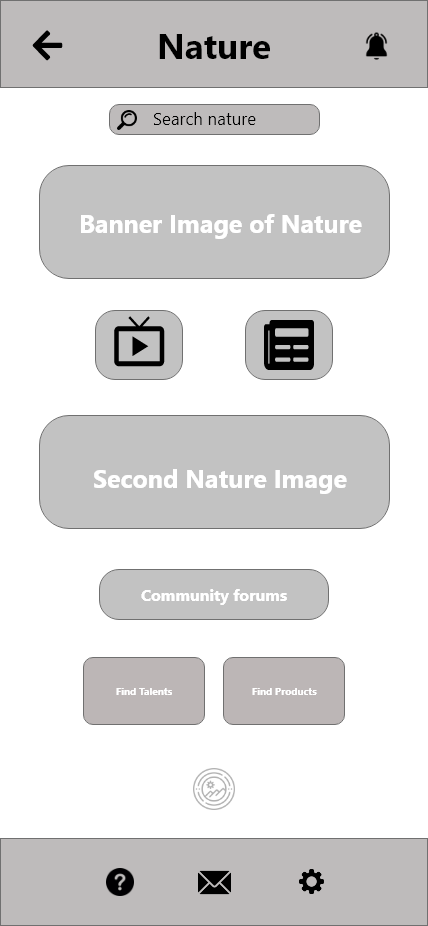 Nature
Search nature
Banner Image of Nature
Second Nature Image
Community forums
Find Talents
Find Products
?